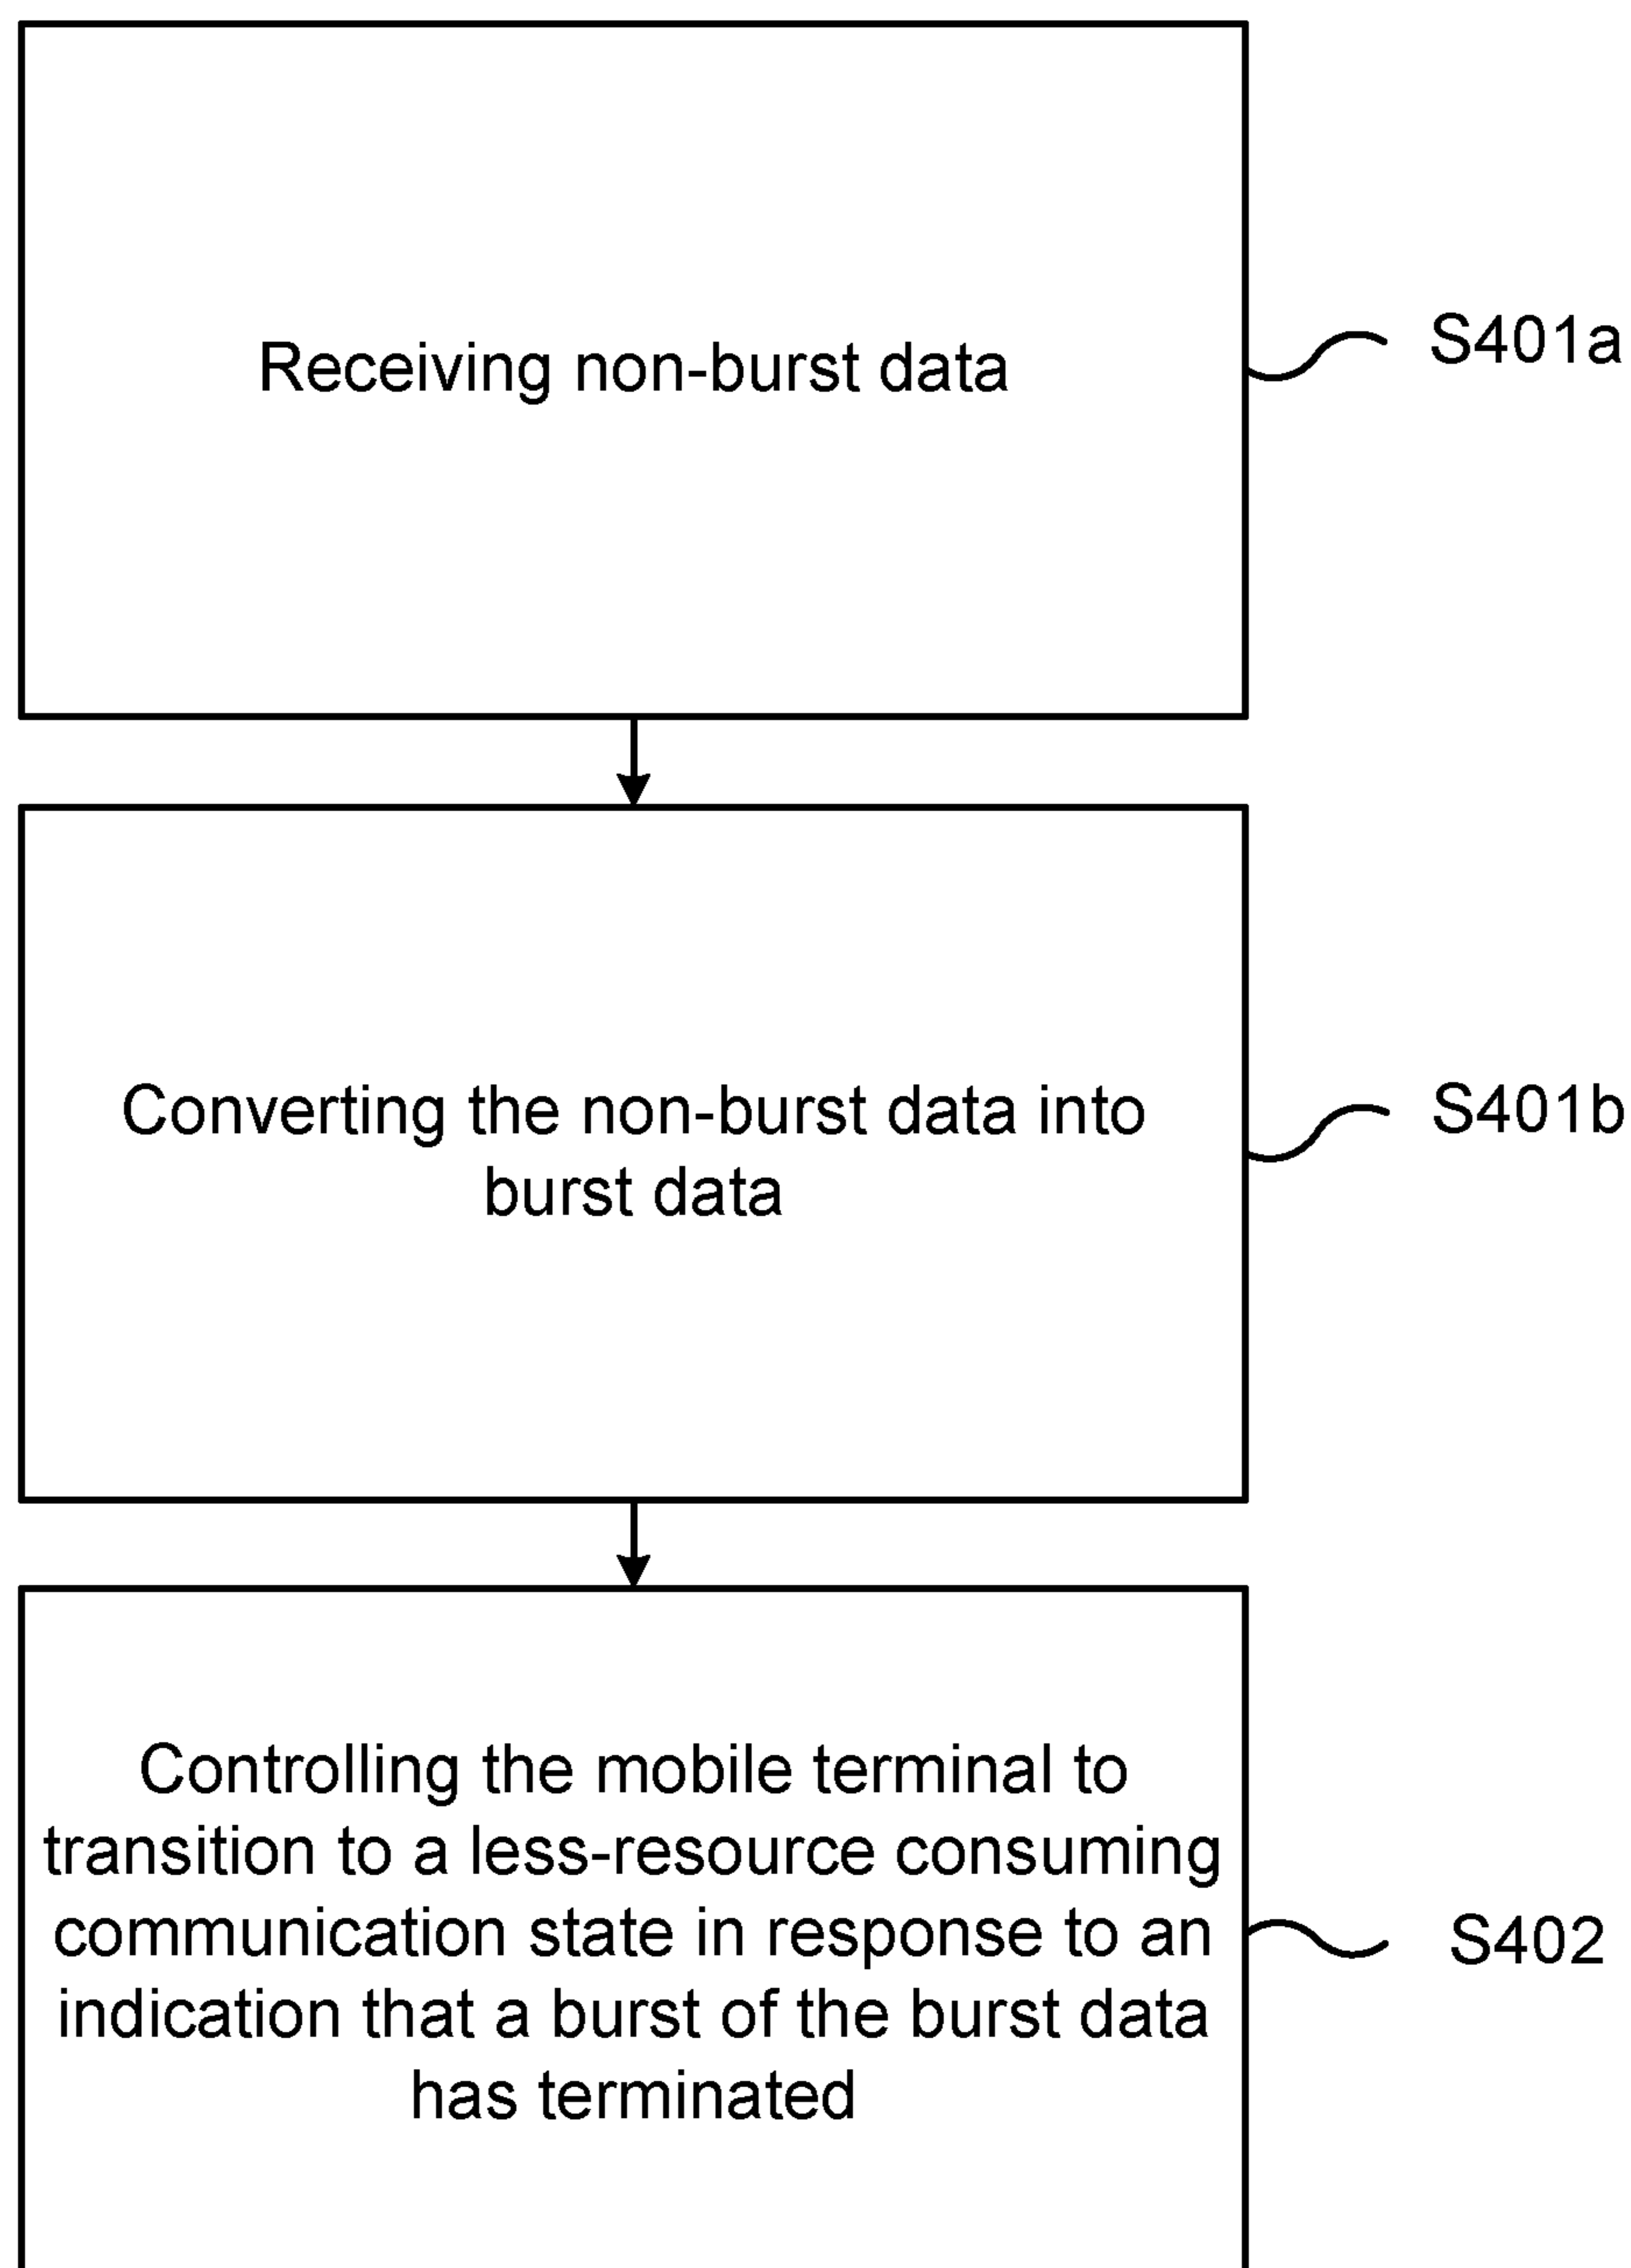 Receiving non-burst data
S401a
Converting the non-burst data into
burst data
S401b
Controlling the mobile terminal to
transition to a less-resource consuming
communication state in response to an
indication that a burst of the burst data
has terminated
S402